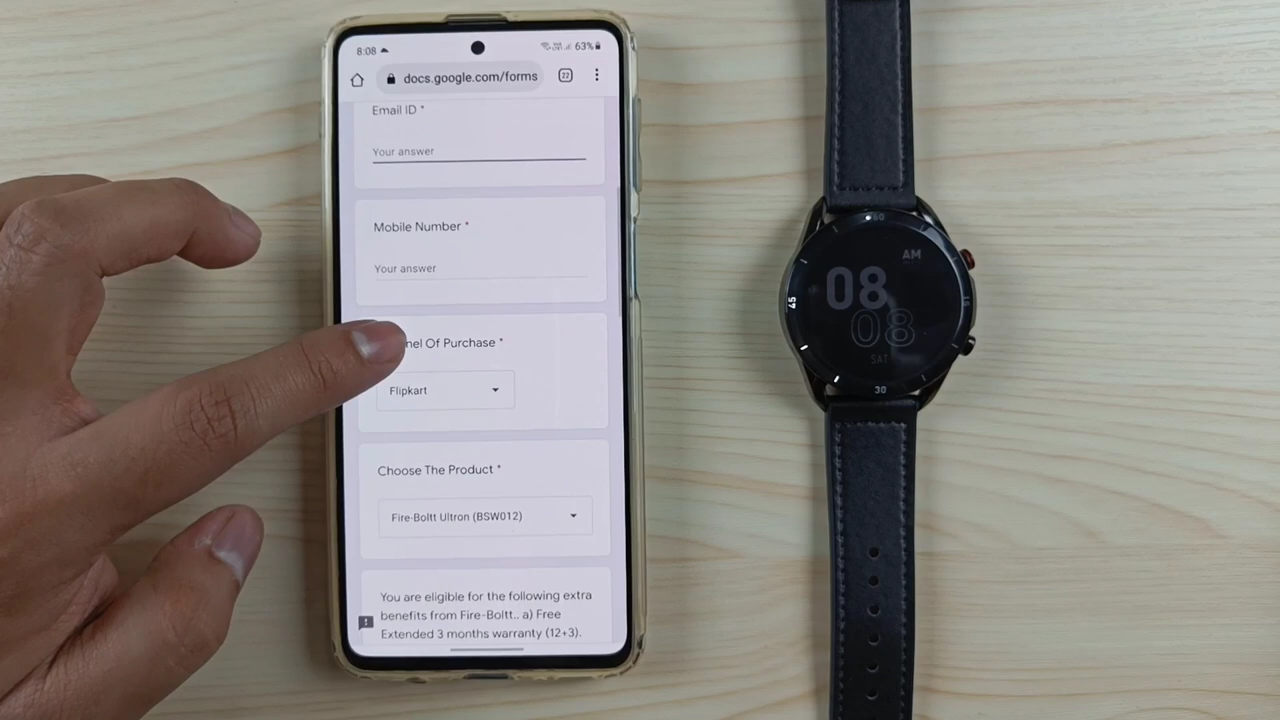 8:08
63%
docs.google.com/forms
22
Email ID *
Your answer
Mobile Number *
Your answer
nel Of Purchase *
Flipkart
Choose The Product *
Fire-Boltt Ultron (BSW012)
You are eligible for the following extra
benefits from Fire-Boltt.. a) Free
Extended 3 months warranty (12+3).
60
AM
08
45
15
08
SAT
30